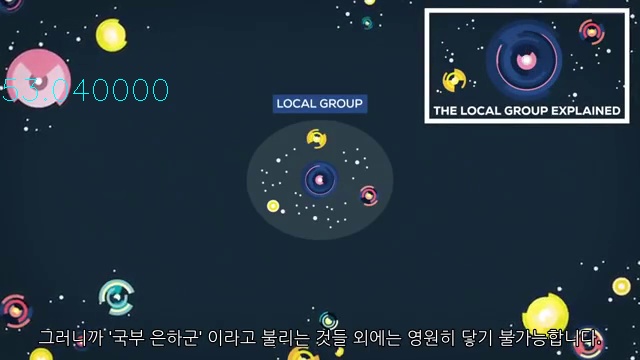 THE LOCAL GROUP EXPLAINED
53.040000
LOCAL GROUP
그러니까 '국부 은하군' 이라고 불리는 것들 외에는 영원히 닿기 불가능합니다.